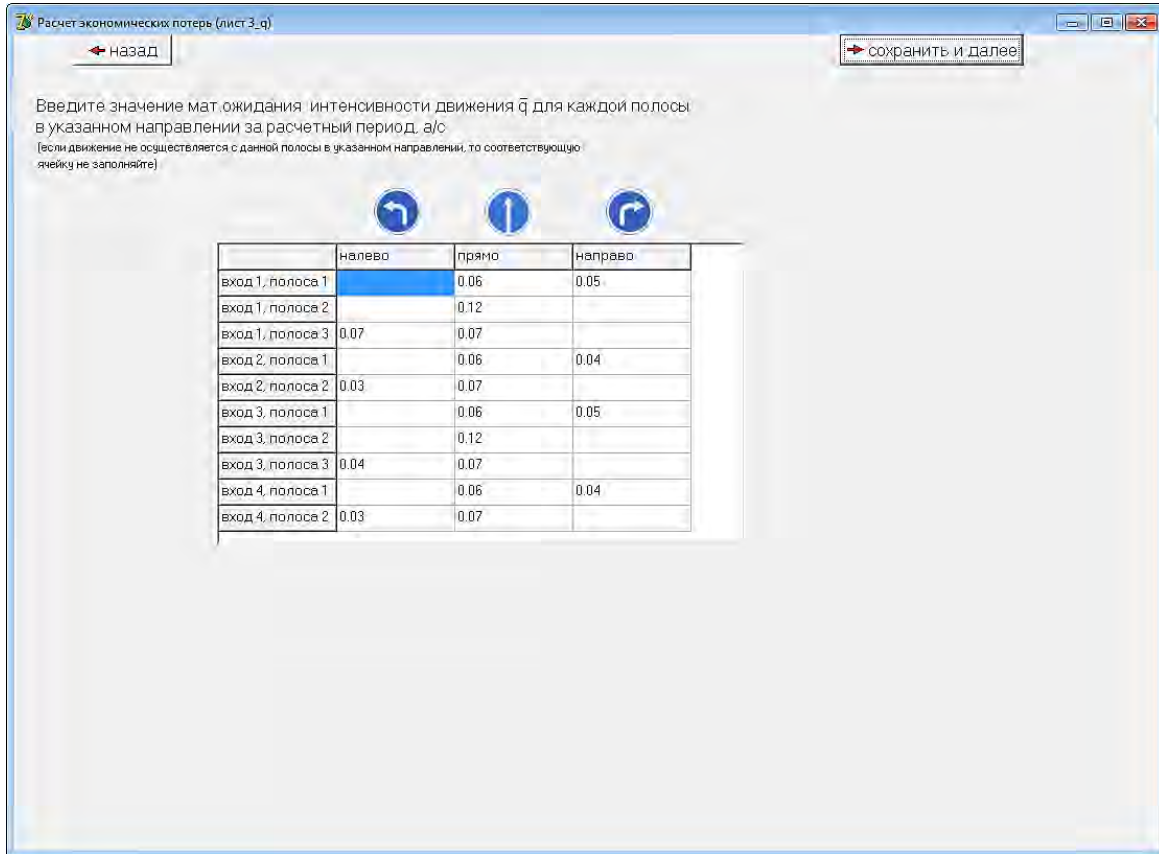 Расчет экономических потерь (лист 3_q)
назад
сохранить и далее
Введите значение мат.ожидания интенсивности движения q̄ для каждой полосы
в указанном направлении за расчетный период, а/с
(если движение не осуществляется с данной полосы в указанном направлении, то соответствующую
ячейку не заполняйте)
налево прямо направо
вход 1, полоса 1 0.06 0.05
вход 1, полоса 2 0.12
вход 1, полоса 3 0.07 0.07
вход 2, полоса 1 0.06 0.04
вход 2, полоса 2 0.03 0.07
вход 3, полоса 1 0.06 0.05
вход 3, полоса 2 0.12
вход 3, полоса 3 0.04 0.07
вход 4, полоса 1 0.06 0.04
вход 4, полоса 2 0.03 0.07